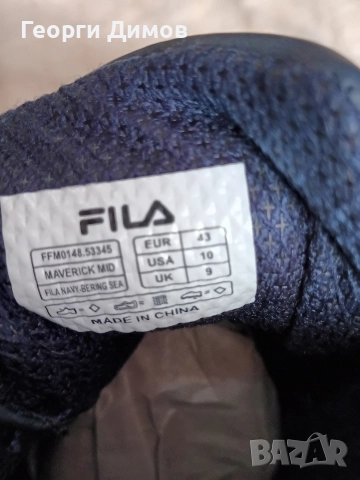 Георги Димов
FILA
FFM0148.53345
MAVERICK MID
FILA NAVY-BERING SEA
EUR 43
USA 10
UK 9
MADE IN CHINA
BAZAR